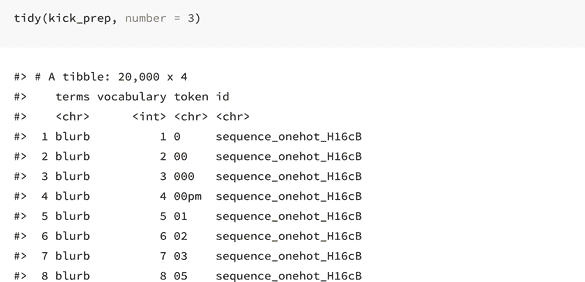 tidy(kick_prep, number = 3)
#> # A tibble: 20,000 x 4
#>    terms vocabulary token id
#>    <chr>      <int> <chr> <chr>
#>  1 blurb          1 0     sequence_onehot_H16cB
#>  2 blurb          2 00    sequence_onehot_H16cB
#>  3 blurb          3 000   sequence_onehot_H16cB
#>  4 blurb          4 00pm  sequence_onehot_H16cB
#>  5 blurb          5 01    sequence_onehot_H16cB
#>  6 blurb          6 02    sequence_onehot_H16cB
#>  7 blurb          7 03    sequence_onehot_H16cB
#>  8 blurb          8 05    sequence_onehot_H16cB